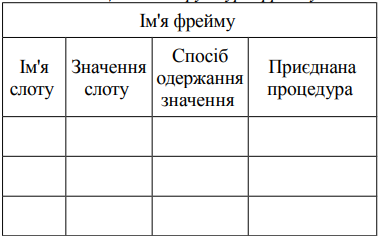 Ім'я фрейму
Ім'я
слоту
Значення
слоту
Спосіб
одержання
значення
Приєднана
процедура